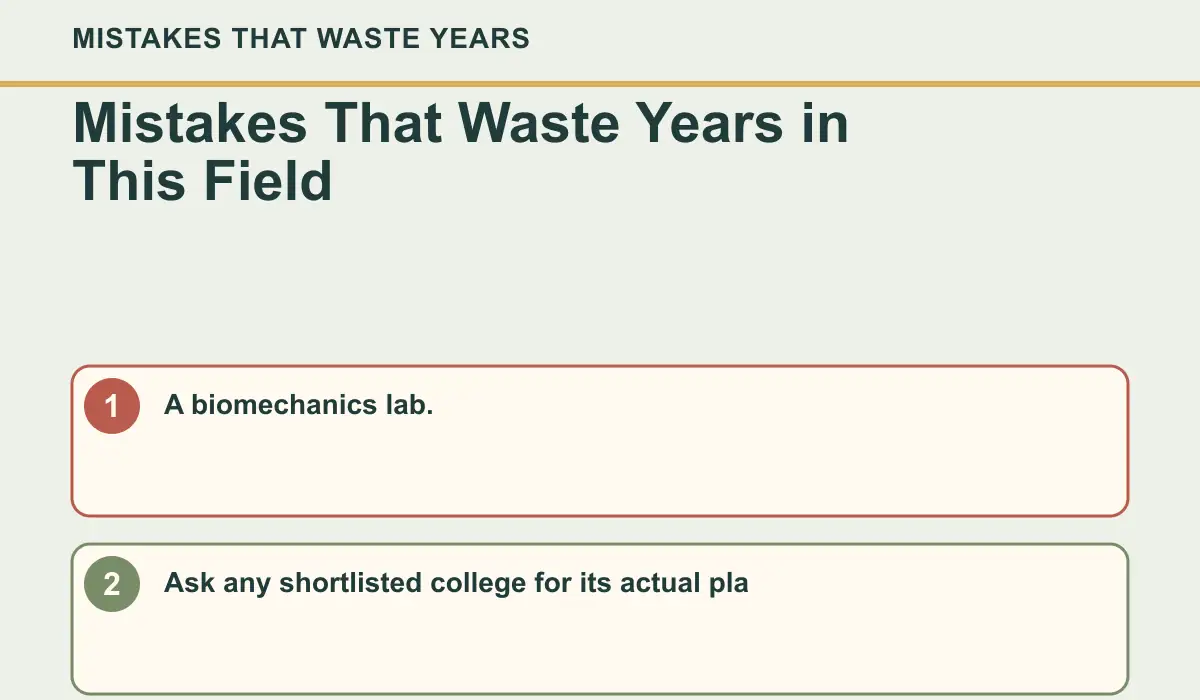 MISTAKES THAT WASTE YEARS
Mistakes That Waste Years in
This Field
1 A biomechanics lab.
2 Ask any shortlisted college for its actual pla